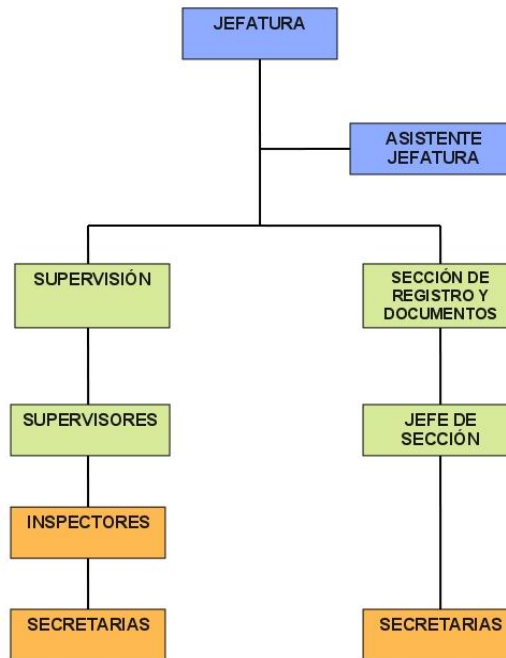 JEFATURA
ASISTENTE
JEFATURA
SUPERVISIÓN
SECCIÓN DE
REGISTRO Y
DOCUMENTOS
SUPERVISORES
JEFE DE
SECCIÓN
INSPECTORES
SECRETARIAS
SECRETARIAS